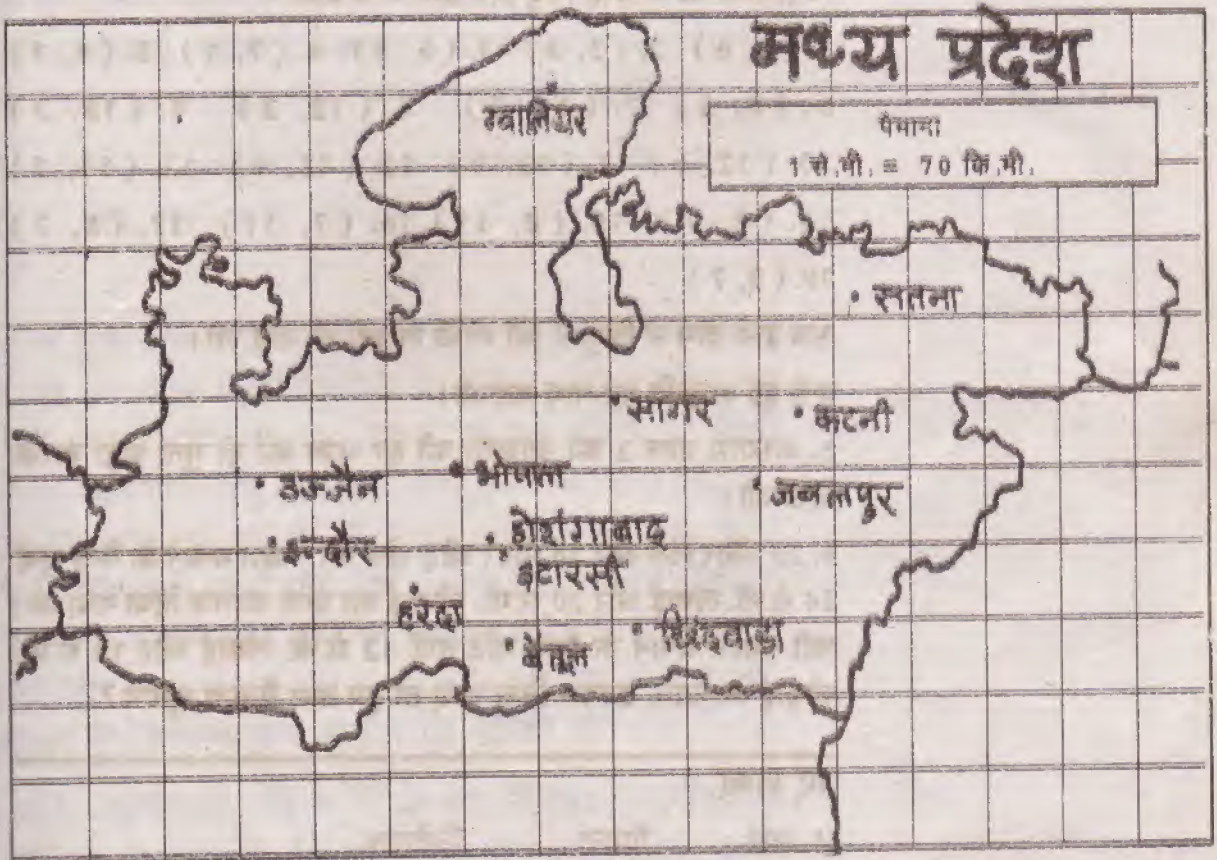 मध्य प्रदेश
पैमाना
1 से.मी. = 70 कि.मी.
ग्वालियर
सतना
सागर
कटनी
उज्जैन
भोपाल
जबलपुर
होशंगाबाद
इन्दौर
इटारसी
हरदा
बैतूल
छिंदवाड़ा